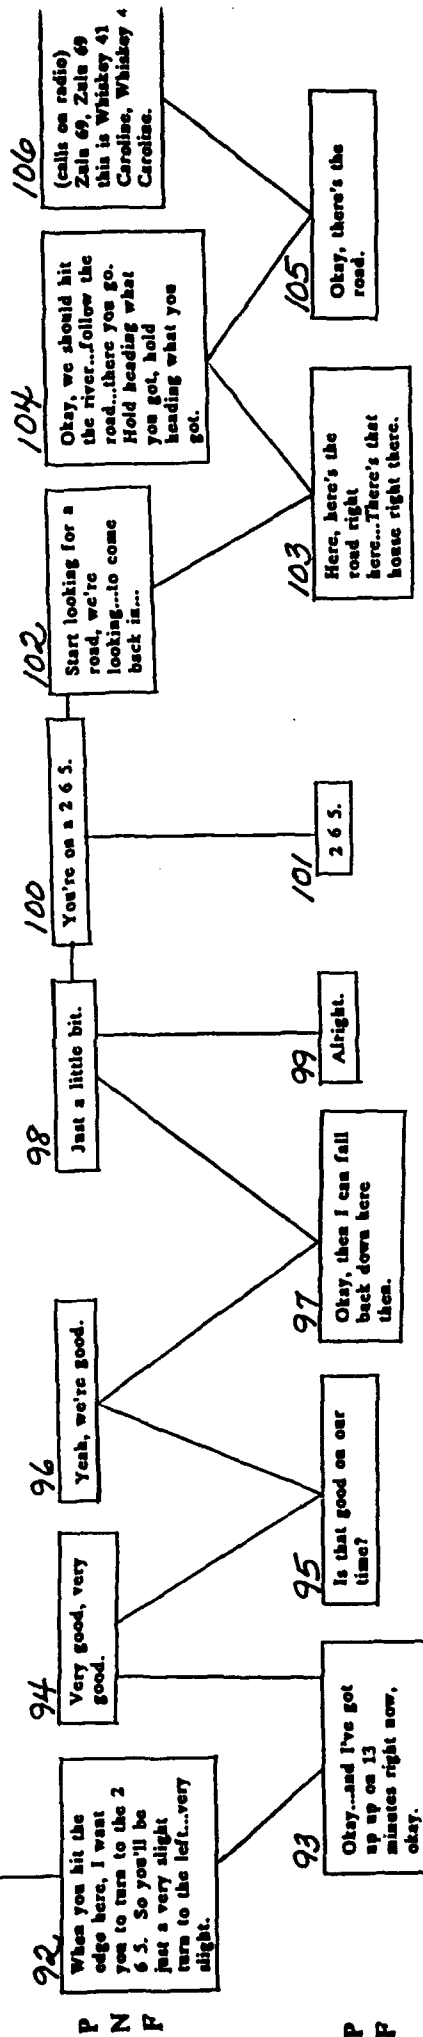 P
N
F
92
When you hit the
edge here, I want
you to turn to the 2
6 5. So you'll be
just a very slight
turn to the left...very
slight.
94
Very good, very
good.
96
Yeah, we're good.
98
Just a little bit.
100
You're on a 2 6 5.
102
Start looking for a
road, we're
looking...to come
back in...
104
Okay, we should hit
the river...follow the
road...there you go.
Hold heading what
you got, hold
heading what you
got.
106
(calls on radio)
Zulu 69, Zulu 69
this is Whiskey 41
Caroline, Whiskey 4
Caroline.
P
F
93
Okay...and I've got
up up on 13
minutes right now,
okay.
95
Is that good on our
time?
97
Okay, then I can fall
back down here
then.
99
Alright.
101
2 6 5.
103
Here, here's the
road right
here...There's that
house right there.
105
Okay, there's the
road.